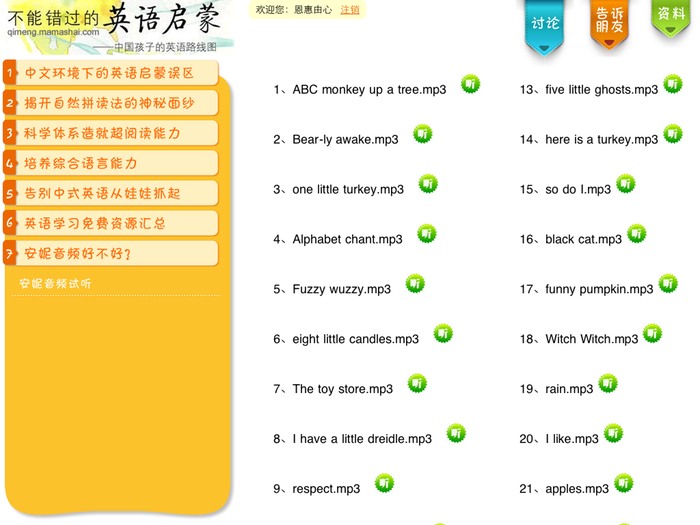 不能错过的 英语启蒙
qimeng.mamashai.com
——中国孩子的英语路线图
欢迎您: 恩惠由心 注销
讨论
告诉朋友
资料
1 中文环境下的英语启蒙误区
2 揭开自然拼读法的神秘面纱
3 科学体系造就超阅读能力
4 培养综合语言能力
5 告别中式英语从娃娃抓起
6 英语学习免费资源汇总
7 安妮音频好不好?
安妮音频试听
1、ABC monkey up a tree.mp3 听
2、Bear-ly awake.mp3 听
3、one little turkey.mp3 听
4、Alphabet chant.mp3 听
5、Fuzzy wuzzy.mp3 听
6、eight little candles.mp3 听
7、The toy store.mp3 听
8、I have a little dreidle.mp3 听
9、respect.mp3 听
13、five little ghosts.mp3 听
14、here is a turkey.mp3 听
15、so do I.mp3 听
16、black cat.mp3 听
17、funny pumpkin.mp3 听
18、Witch Witch.mp3 听
19、rain.mp3 听
20、I like.mp3 听
21、apples.mp3 听